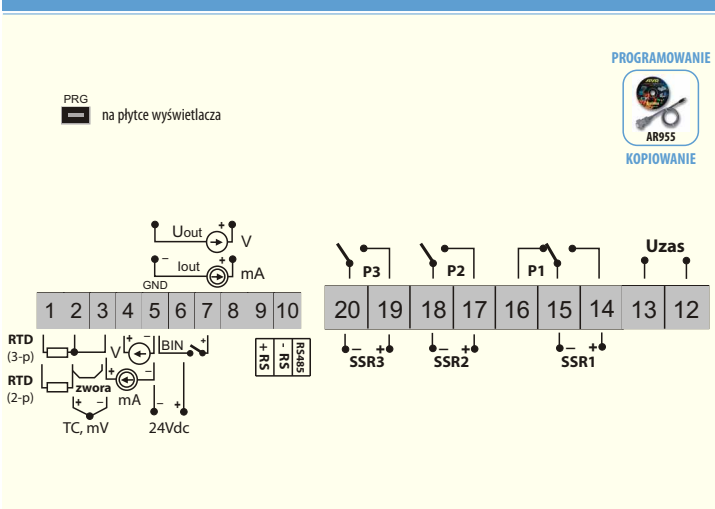 PROGRAMOWANIE
AR955
KOPIOWANIE
PRG
na płytce wyświetlacza
Uout
+
V
–
Iout
+
mA
GND
P3
P2
P1
Uzas
1 2 3 4 5 6 7 8 9 10
20 19 18 17 16 15 14 13 12
RTD
(3-p)
V
+
–
BIN
+
+ RS
- RS
RS485
– +
SSR3
– +
SSR2
– +
SSR1
RTD
(2-p)
zwora
+
–
+ –
mA
– +
TC, mV
24Vdc